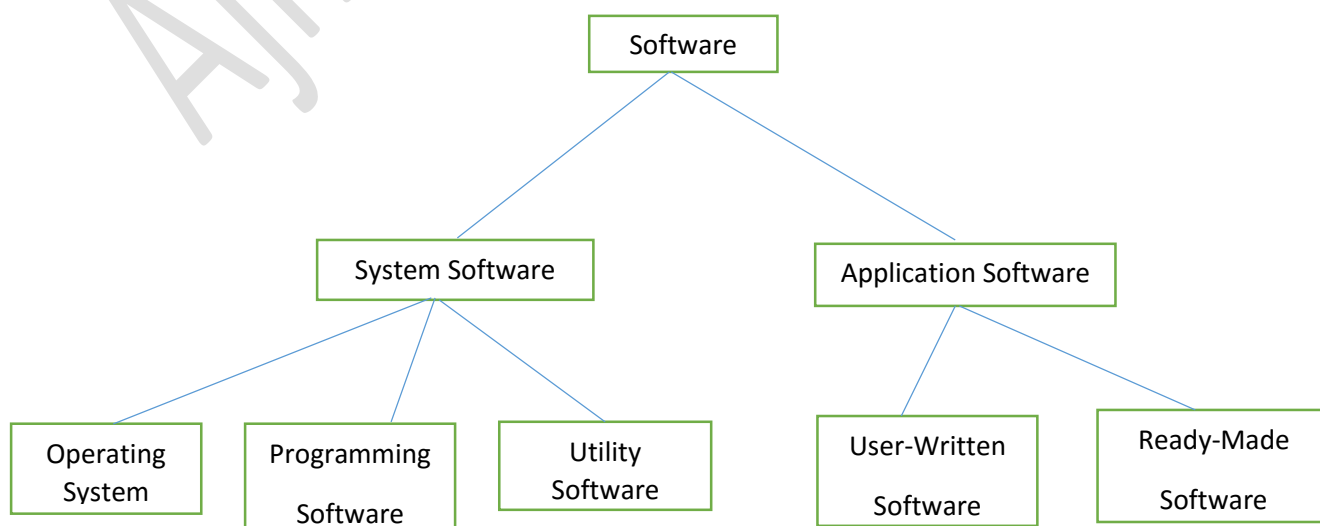 Software
System Software
Application Software
Operating
System
Programming
Software
Utility
Software
User-Written
Software
Ready-Made
Software